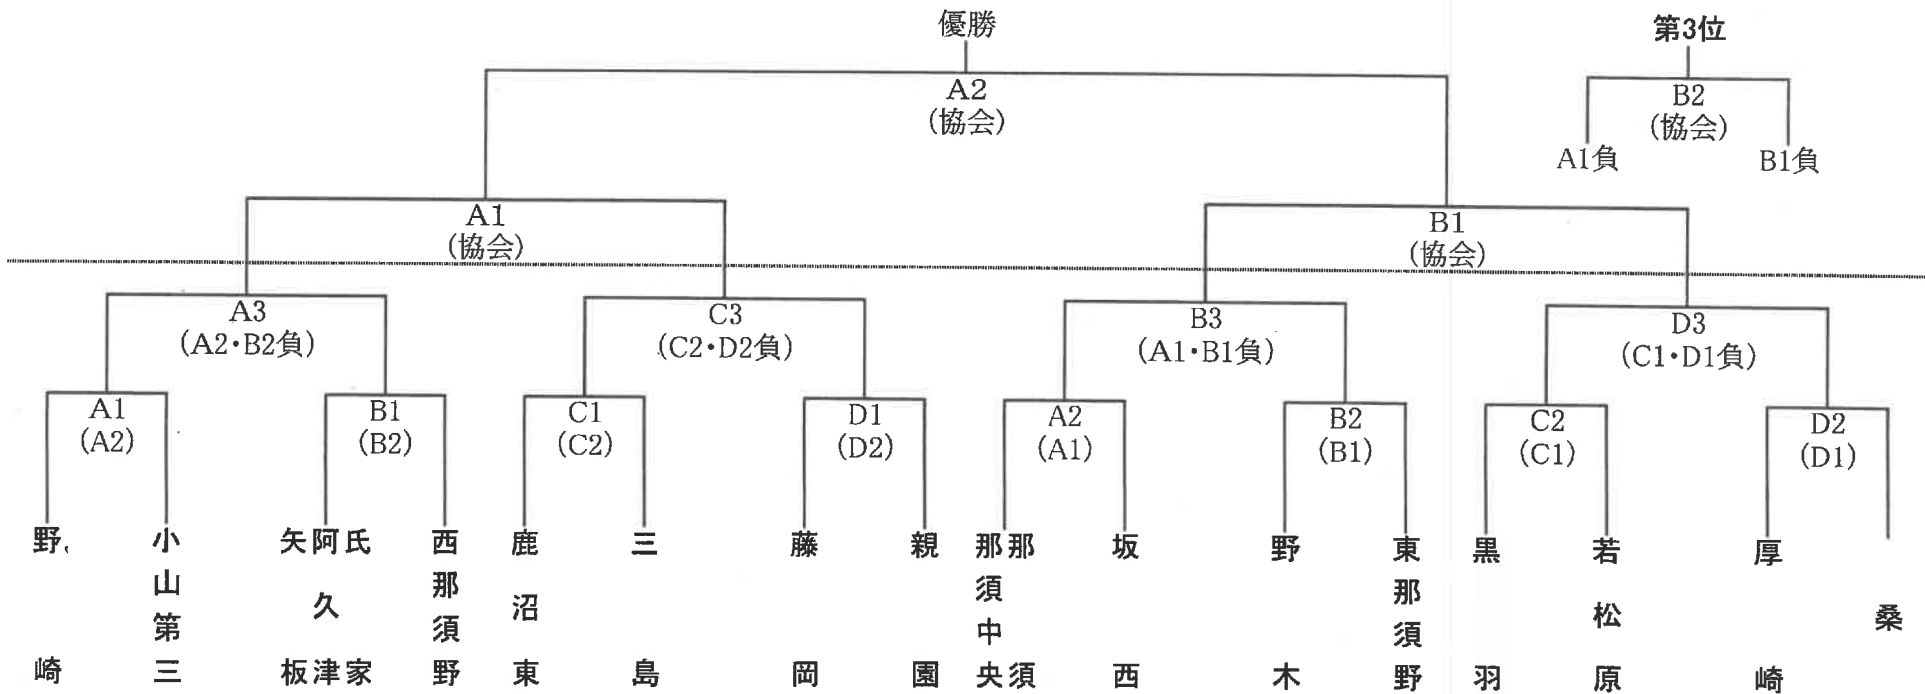 優勝
第3位
A2
(協会)
B2
(協会)
A1負
B1負
A1
(協会)
B1
(協会)
A3
(A2・B2負)
C3
(C2・D2負)
B3
(A1・B1負)
D3
(C1・D1負)
A1
(A2)
B1
(B2)
C1
(C2)
D1
(D2)
A2
(A1)
B2
(B1)
C2
(C1)
D2
(D1)
野崎
小山第三
矢板
阿久津
氏家
西那須野
鹿沼東
三島
藤岡
親園
那須中央
那須
坂西
野木
東那須野
黒羽
若松原
厚崎
桑